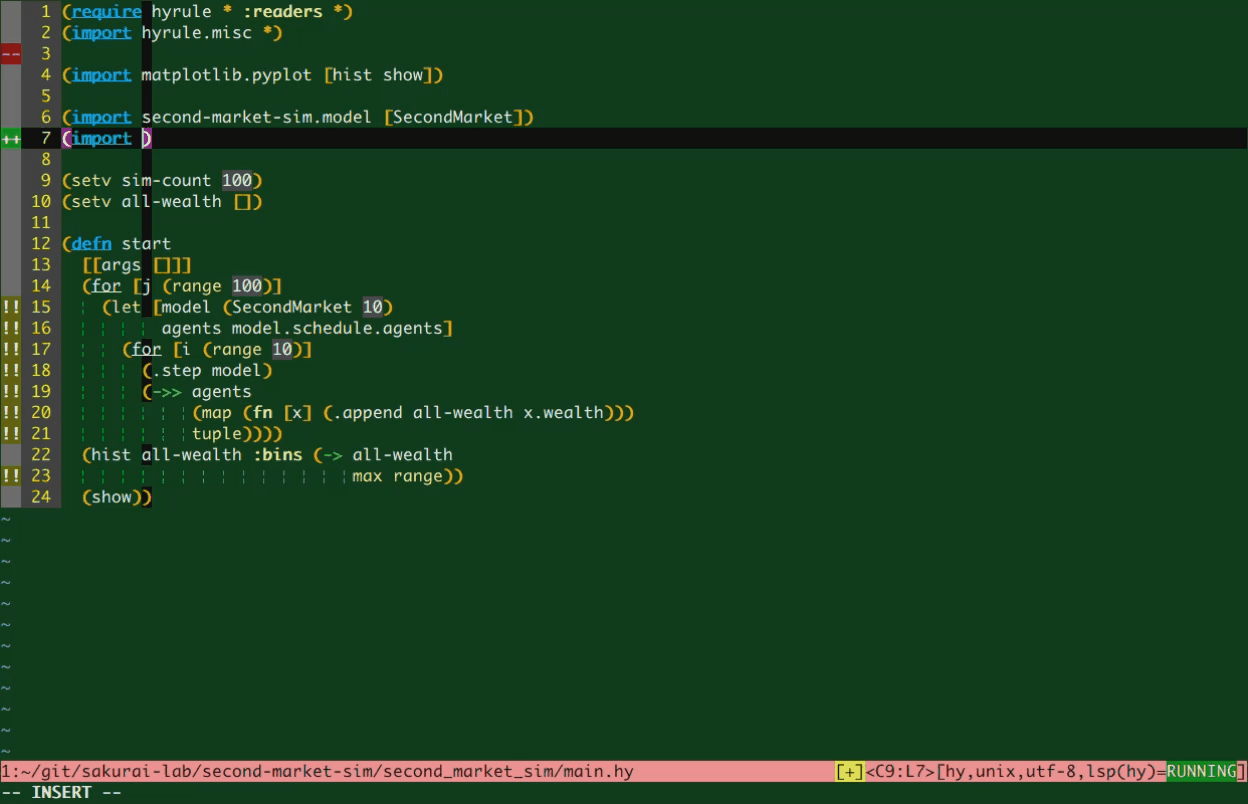 1 (require hyrule * :readers *)
2 (import hyrule.misc *)
-- 3
4 (import matplotlib.pyplot [hist show])
5
6 (import second-market-sim.model [SecondMarket])
++ 7 (import )
8
9 (setv sim-count 100)
10 (setv all-wealth [])
11
12 (defn start
13   [[args []]]
14   (for [j (range 100)]
!! 15 ¦ (let [model (SecondMarket 10)
!! 16 ¦ ¦ ¦ ¦ agents model.schedule.agents]
!! 17 ¦ ¦ (for [i (range 10)]
!! 18 ¦ ¦ ¦ (.step model)
!! 19 ¦ ¦ ¦ (->> agents
!! 20 ¦ ¦ ¦ ¦ ¦ (map (fn [x] (.append all-wealth x.wealth)))
!! 21 ¦ ¦ ¦ ¦ ¦ ¦tuple))))
22   (hist all-wealth :bins (-> all-wealth
!! 23 ¦ ¦ ¦ ¦ ¦ ¦ ¦ ¦ ¦ ¦ ¦ ¦ ¦ ¦max range))
24   (show))
~
~
~
~
~
~
~
~
~
~
~
~
1:~/git/sakurai-lab/second-market-sim/second_market_sim/main.hy [+]<C9:L7>[hy,unix,utf-8,lsp(hy)=RUNNING]
-- INSERT --